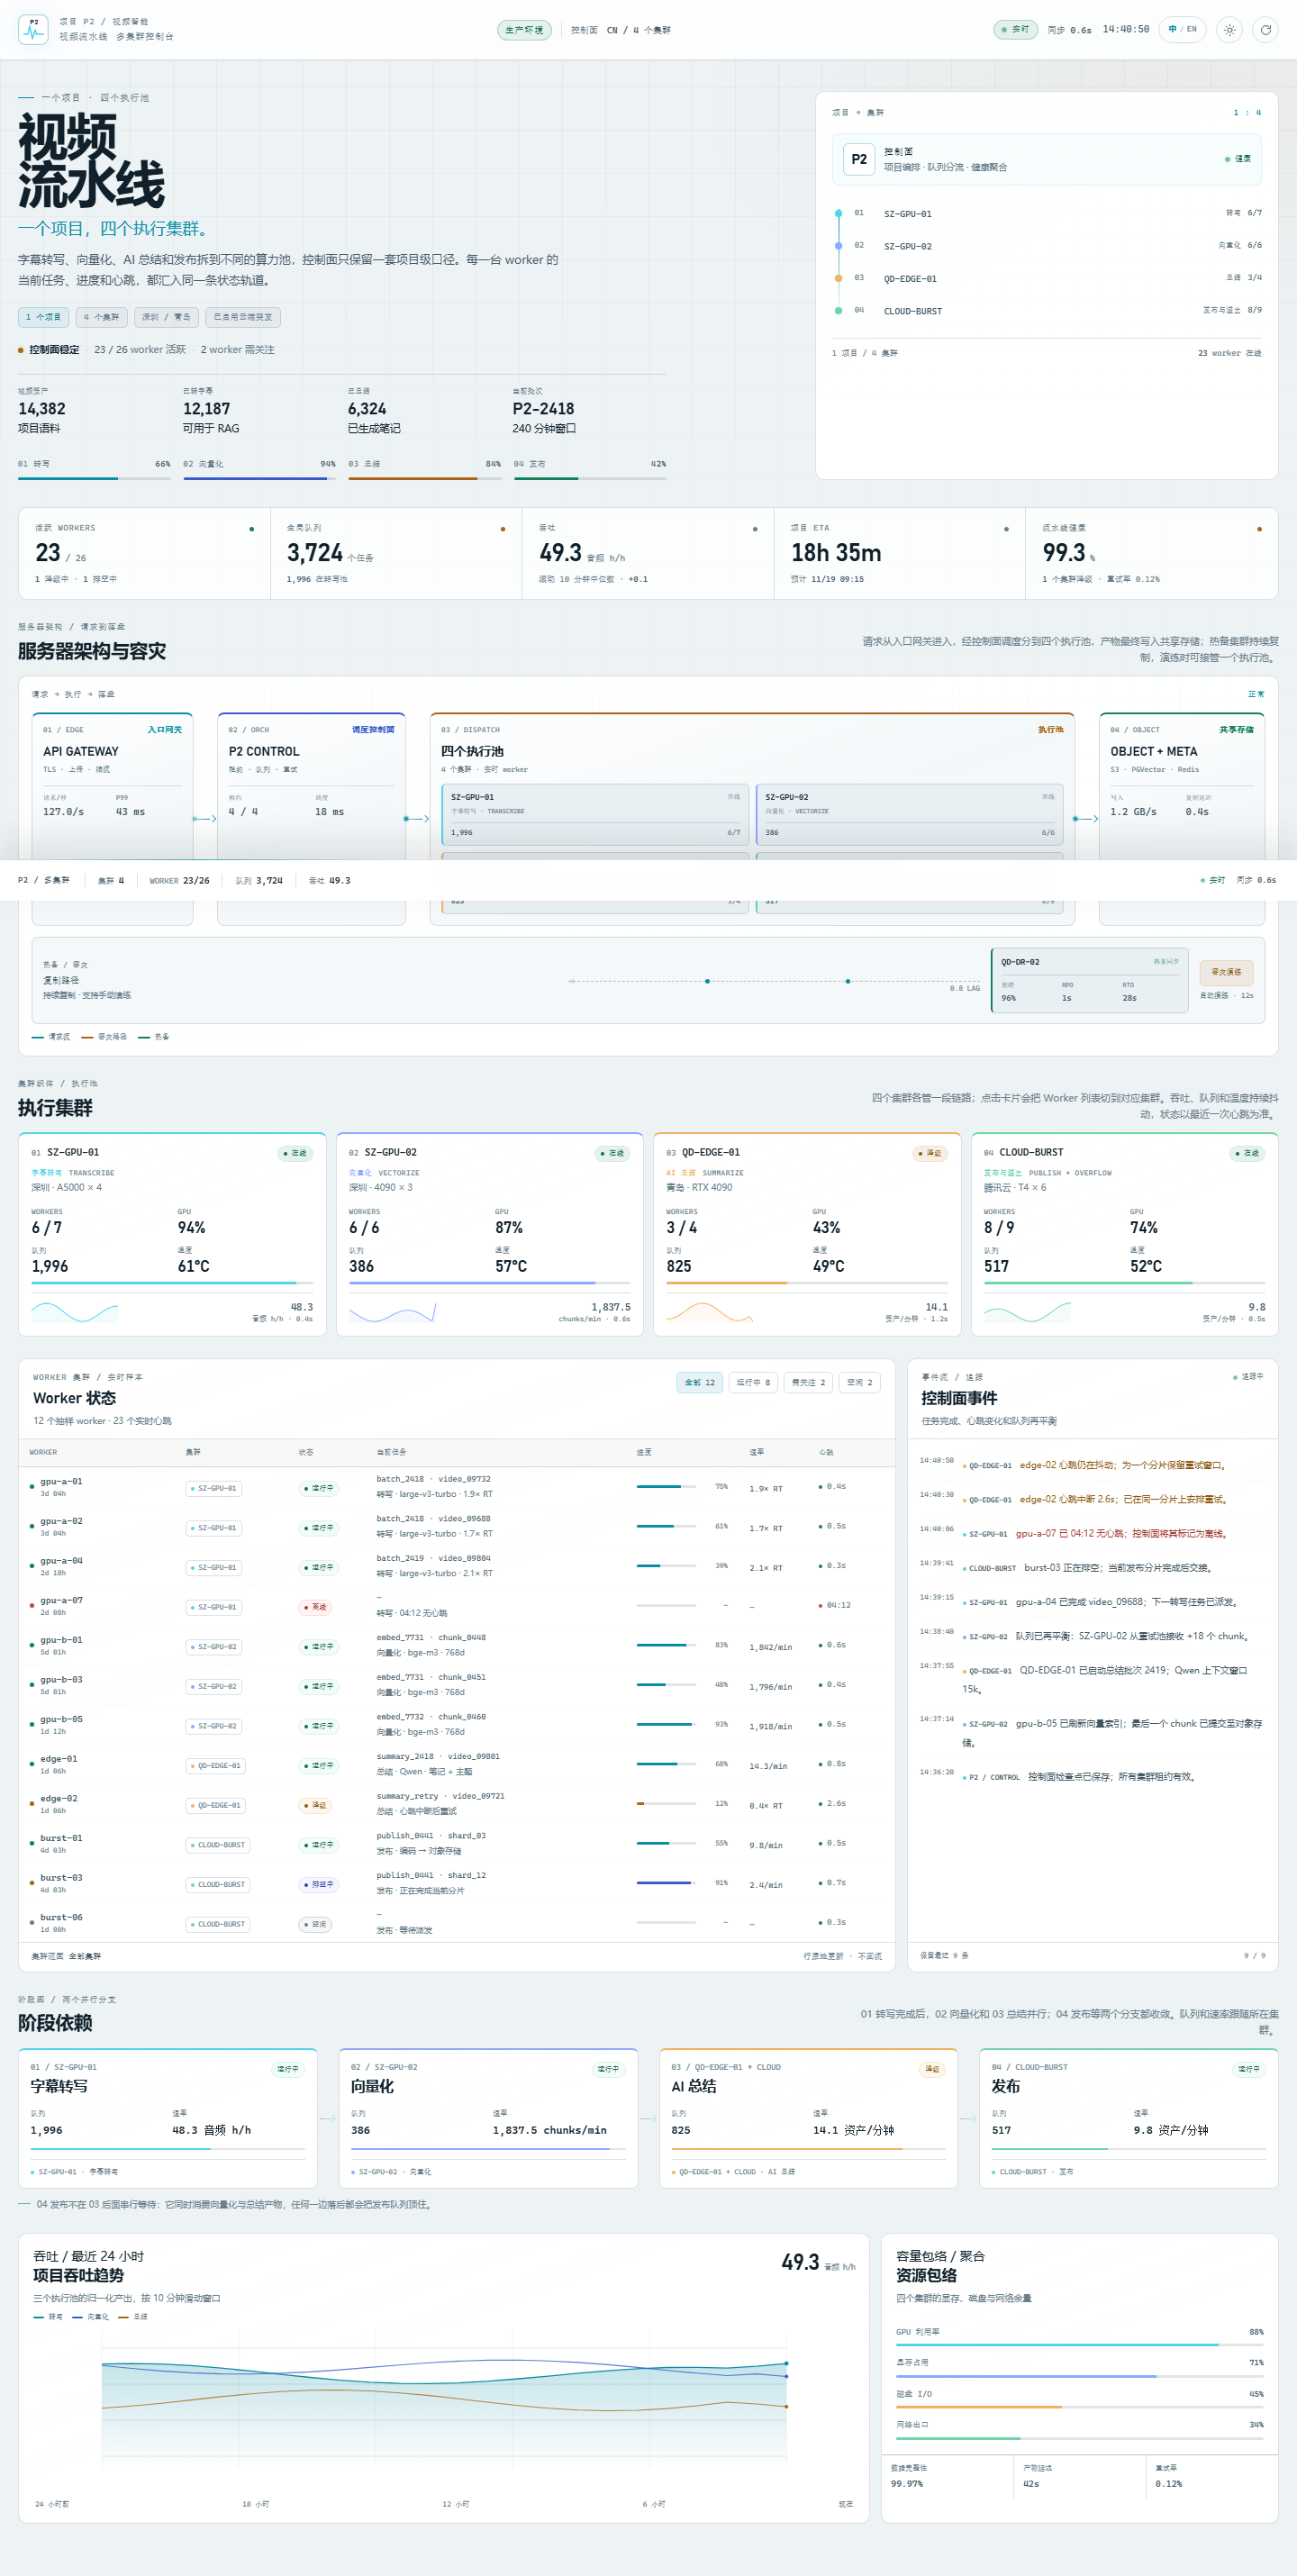 P2
项目 P2 / 视频智能
视频流水线 多集群控制台
生产环境 控制面 CN / 4 个集群
实时 同步 0.6s 14:40:50 中 / EN
一个项目 · 四个执行池
视频
流水线
一个项目，四个执行集群。
字幕转写、向量化、AI 总结和发布拆到不同的算力池，控制面只保留一套项目级口径。每一台 worker 的
当前任务、进度和心跳，都汇入同一条状态轨道。
1 个项目 4 个集群 深圳 / 青岛 已启用云端突发
控制面稳定 · 23 / 26 worker 活跃 · 2 worker 需关注
视频资产 已转字幕 已总结 当前批次
14,382 12,187 6,324 P2-2418
项目语料 可用于 RAG 已生成笔记 240 分钟窗口
01 转写 66% 02 向量化 94% 03 总结 84% 04 发布 42%
项目 → 集群 1 : 4
P2 控制面 健康
项目编排 · 队列分流 · 健康聚合
01 SZ-GPU-01 转写 6/7
02 SZ-GPU-02 向量化 6/6
03 QD-EDGE-01 总结 3/4
04 CLOUD-BURST 发布与溢出 8/9
1 项目 / 4 集群 23 worker 在线
活跃 WORKERS 全局队列 吞吐 项目 ETA 流水线健康
23 / 26 3,724 个任务 49.3 音频 h/h 18h 35m 99.3 %
1 降级中 · 1 排空中 1,996 在转写池 滚动 10 分钟中位数 · +0.1 预计 11/19 09:15 1 个集群降级 · 重试率 0.12%
服务器架构 / 请求到落盘
服务器架构与容灾
请求从入口网关进入，经控制面调度分到四个执行池，产物最终写入共享存储；热备集群持续复
制，演练时可接管一个执行池。
请求 → 执行 → 落盘 正常
01 / EDGE 入口网关
API GATEWAY
TLS · 上传 · 限流
请求/秒 P99
127.0/s 43 ms
02 / ORCH 调度控制面
P2 CONTROL
租约 · 队列 · 重试
租约 调度
4 / 4 18 ms
03 / DISPATCH 执行池
四个执行池
4 个集群 · 实时 worker
SZ-GPU-01 在线
字幕转写 · TRANSCRIBE
1,996 6/7
SZ-GPU-02 在线
向量化 · VECTORIZE
386 6/6
04 / OBJECT 共享存储
OBJECT + META
S3 · PGVector · Redis
写入 复制延迟
1.2 GB/s 0.4s
P2 / 多集群 集群 4 WORKER 23/26 队列 3,724 吞吐 49.3 实时 同步 0.6s
热备 / 容灾
复制路径
持续复制 · 支持手动演练
0.8 LAG
QD-DR-02 热备同步
就绪 RPO RTO
96% 1s 28s
容灾演练
自动演练 · 12s
请求流 容灾路径 热备
集群织体 / 执行池
执行集群
四个集群各管一段链路；点击卡片会把 Worker 列表切到对应集群。吞吐、队列和温度持续抖
动，状态以最近一次心跳为准。
01 SZ-GPU-01 在线
字幕转写 TRANSCRIBE
深圳 · A5000 × 4
WORKERS GPU
6 / 7 94%
队列 温度
1,996 61°C
48.3
音频 h/h · 0.4s
02 SZ-GPU-02 在线
向量化 VECTORIZE
深圳 · 4090 × 3
WORKERS GPU
6 / 6 87%
队列 温度
386 57°C
1,837.5
chunks/min · 0.6s
03 QD-EDGE-01 降级
AI 总结 SUMMARIZE
青岛 · RTX 4090
WORKERS GPU
3 / 4 43%
队列 温度
825 49°C
14.1
资产/分钟 · 1.2s
04 CLOUD-BURST 在线
发布与溢出 PUBLISH + OVERFLOW
腾讯云 · T4 × 6
WORKERS GPU
8 / 9 74%
队列 温度
517 52°C
9.8
资产/分钟 · 0.5s
WORKER 集群 / 实时样本
Worker 状态
12 个抽样 worker · 23 个实时心跳
全部 12 运行中 8 需关注 2 空闲 2
WORKER 集群 状态 当前任务 进度 速率 心跳
gpu-a-01 SZ-GPU-01 运行中 batch_2418 · video_09732 75% 1.9× RT 0.4s
3d 04h 转写 · large-v3-turbo · 1.9× RT
gpu-a-02 SZ-GPU-01 运行中 batch_2418 · video_09688 61% 1.7× RT 0.5s
3d 04h 转写 · large-v3-turbo · 1.7× RT
gpu-a-04 SZ-GPU-01 运行中 batch_2419 · video_09804 39% 2.1× RT 0.3s
2d 18h 转写 · large-v3-turbo · 2.1× RT
gpu-a-07 SZ-GPU-01 离线 — – – 04:12
2d 08h 转写 · 04:12 无心跳
gpu-b-01 SZ-GPU-02 运行中 embed_7731 · chunk_0448 83% 1,842/min 0.6s
5d 01h 向量化 · bge-m3 · 768d
gpu-b-03 SZ-GPU-02 运行中 embed_7731 · chunk_0451 48% 1,796/min 0.4s
5d 01h 向量化 · bge-m3 · 768d
gpu-b-05 SZ-GPU-02 运行中 embed_7732 · chunk_0460 93% 1,918/min 0.5s
1d 12h 向量化 · bge-m3 · 768d
edge-01 QD-EDGE-01 运行中 summary_2418 · video_09801 68% 14.3/min 0.8s
1d 06h 总结 · Qwen · 笔记 + 主题
edge-02 QD-EDGE-01 降级 summary_retry · video_09721 12% 0.4× RT 2.6s
1d 06h 总结 · 心跳中断后重试
burst-01 CLOUD-BURST 运行中 publish_0441 · shard_03 55% 9.8/min 0.5s
4d 03h 发布 · 编码 → 对象存储
burst-03 CLOUD-BURST 排空中 publish_0441 · shard_12 91% 2.4/min 0.7s
4d 03h 发布 · 正在完成当前分片
burst-06 CLOUD-BURST 空闲 — – – 0.3s
1d 00h 发布 · 等待派发
集群范围 全部集群 行原地更新 · 不重流
事件流 / 追踪 追踪中
控制面事件
任务完成、心跳变化和队列再平衡
14:40:50 QD-EDGE-01 edge-02 心跳仍在抖动；为一个分片保留重试窗口。
14:40:30 QD-EDGE-01 edge-02 心跳中断 2.6s；已在同一分片上安排重试。
14:40:06 SZ-GPU-01 gpu-a-07 已 04:12 无心跳；控制面将其标记为离线。
14:39:41 CLOUD-BURST burst-03 正在排空；当前发布分片完成后交接。
14:39:15 SZ-GPU-01 gpu-a-04 已完成 video_09688；下一转写任务已派发。
14:38:40 SZ-GPU-02 队列已再平衡：SZ-GPU-02 从重试池接收 +18 个 chunk。
14:37:55 QD-EDGE-01 QD-EDGE-01 已启动总结批次 2419；Qwen 上下文窗口
15k。
14:37:14 SZ-GPU-02 gpu-b-05 已刷新向量索引；最后一个 chunk 已提交至对象存
储。
14:36:20 P2 / CONTROL 控制面检查点已保存；所有集群租约有效。
保留最近 9 条 9 / 9
阶段图 / 两个并行分支
阶段依赖
01 转写完成后，02 向量化和 03 总结并行；04 发布等两个分支都收敛。队列和速率跟随所在集
群。
01 / SZ-GPU-01 运行中
字幕转写
队列 速率
1,996 48.3 音频 h/h
SZ-GPU-01 · 字幕转写
02 / SZ-GPU-02 运行中
向量化
队列 速率
386 1,837.5 chunks/min
SZ-GPU-02 · 向量化
03 / QD-EDGE-01 + CLOUD 降级
AI 总结
队列 速率
825 14.1 资产/分钟
QD-EDGE-01 + CLOUD · AI 总结
04 / CLOUD-BURST 运行中
发布
队列 速率
517 9.8 资产/分钟
CLOUD-BURST · 发布
04 发布不在 03 后面串行等待：它同时消费向量化与总结产物，任何一边落后都会把发布队列顶住。
吞吐 / 最近 24 小时
项目吞吐趋势
三个执行池的归一化产出，按 10 分钟滑动窗口
49.3 音频 h/h
转写 向量化 总结
24 小时前 18 小时 12 小时 6 小时 现在
容量包络 / 聚合
资源包络
四个集群的显存、磁盘与网络余量
GPU 利用率 88%
显存占用 71%
磁盘 I/O 45%
网络出口 34%
数据完整性 产物延迟 重试率
99.97% 42s 0.12%